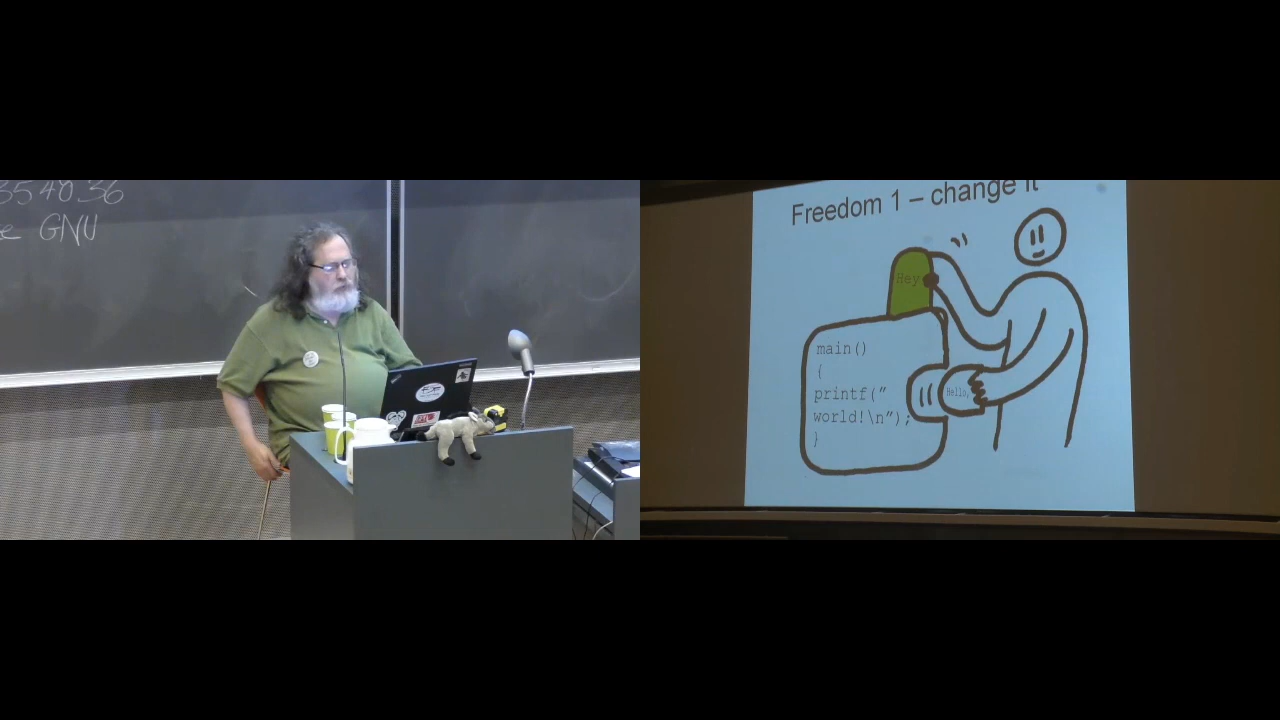 3540.36
e GNU
Freedom 1 – change it
Hey
main()
{
printf("
Hello,
world!\n");
}